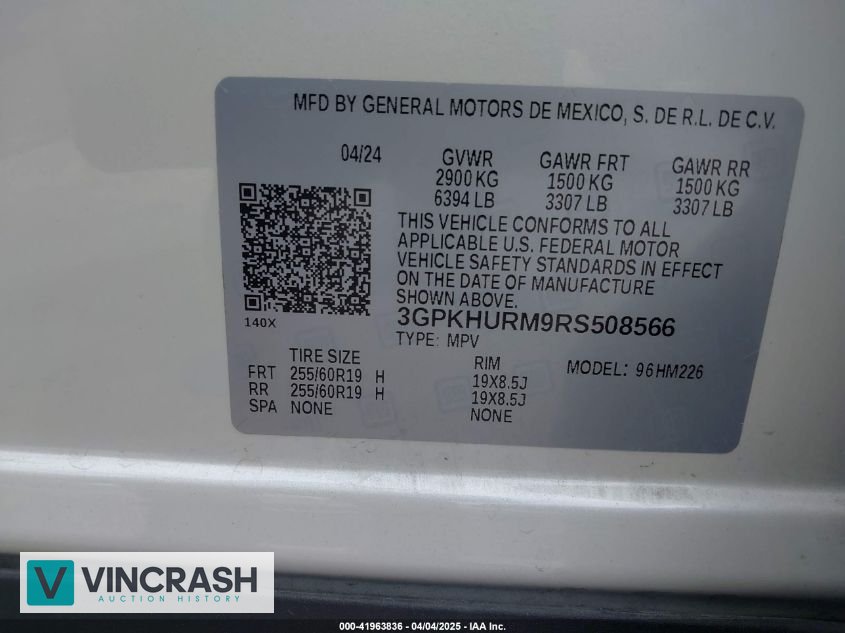 MFD BY GENERAL MOTORS DE MEXICO, S. DE R.L. DE C.V.
04/24 GVWR GAWR FRT GAWR RR
2900 KG 1500 KG 1500 KG
6394 LB 3307 LB 3307 LB
THIS VEHICLE CONFORMS TO ALL
APPLICABLE U.S. FEDERAL MOTOR
VEHICLE SAFETY STANDARDS IN EFFECT
ON THE DATE OF MANUFACTURE
SHOWN ABOVE.
140X
3GPKHURM9RS508566
TYPE: MPV
TIRE SIZE RIM MODEL: 96HM226
FRT 255/60R19 H 19X8.5J
RR 255/60R19 H 19X8.5J
SPA NONE NONE
V VINCRASH
AUCTION HISTORY
000-41963836 - 04/04/2025 - IAA Inc.